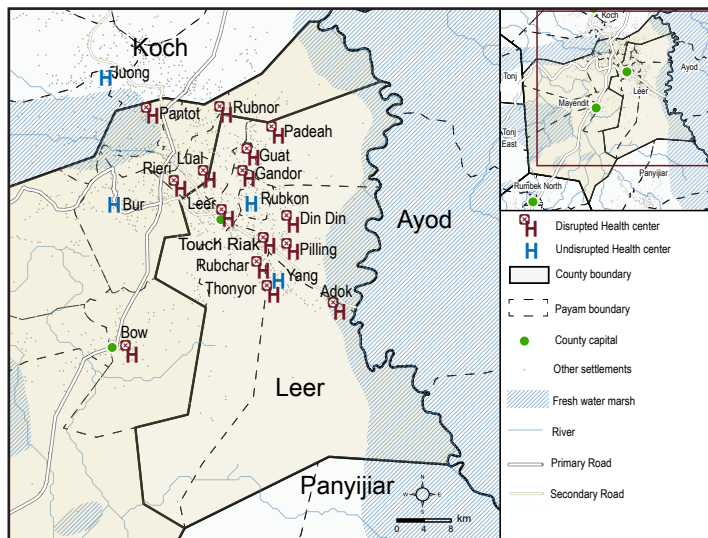 Koch
Juong
Pantot
Rubnor
Padeah
Guat
Lual
Gandor
Rieri
Bur
Leer
Rubkon
Din Din
Ayod
Touch Riak
Pilling
Rubchar
Yang
Thonyor
Adok
Bow
Leer
Panyijiar
N
W
E
S
0
4
8
km
Koch
Tonj
Ayod
Leer
Mayendit
Tonj
East
Panyijiar
Rumbek North
H Disrupted Health center
H Undisrupted Health center
County boundary
Payam boundary
County capital
Other settlements
Fresh water marsh
River
Primary Road
Secondary Road